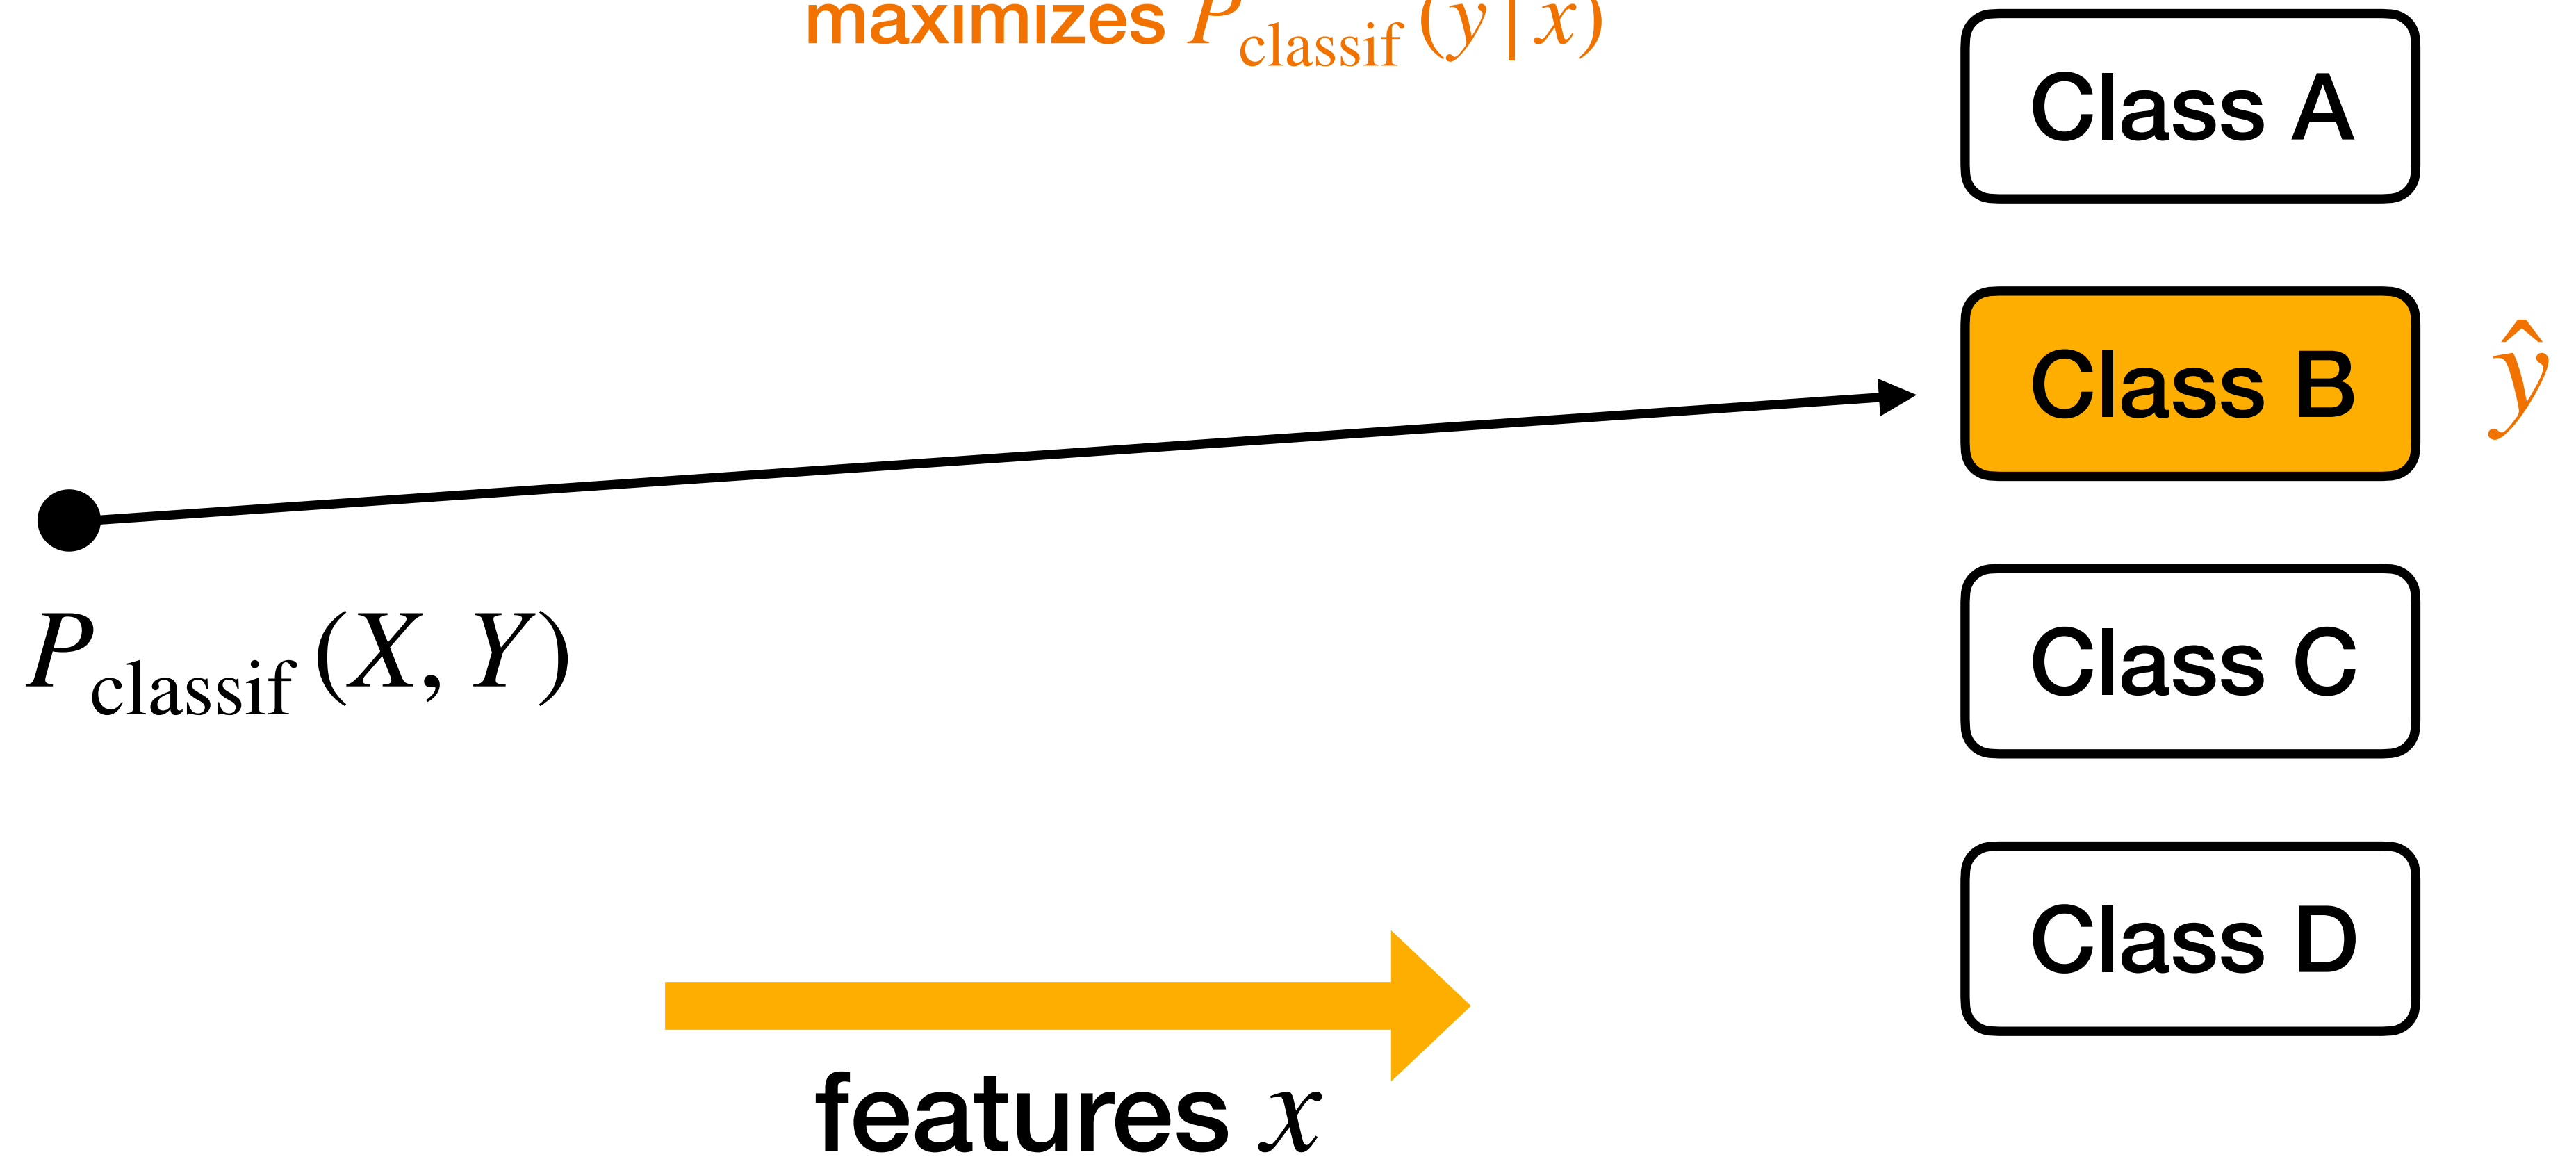 maximizes P_classif(y|x)
Class A
Class B
ŷ
P_classif(X, Y)
Class C
Class D
features x